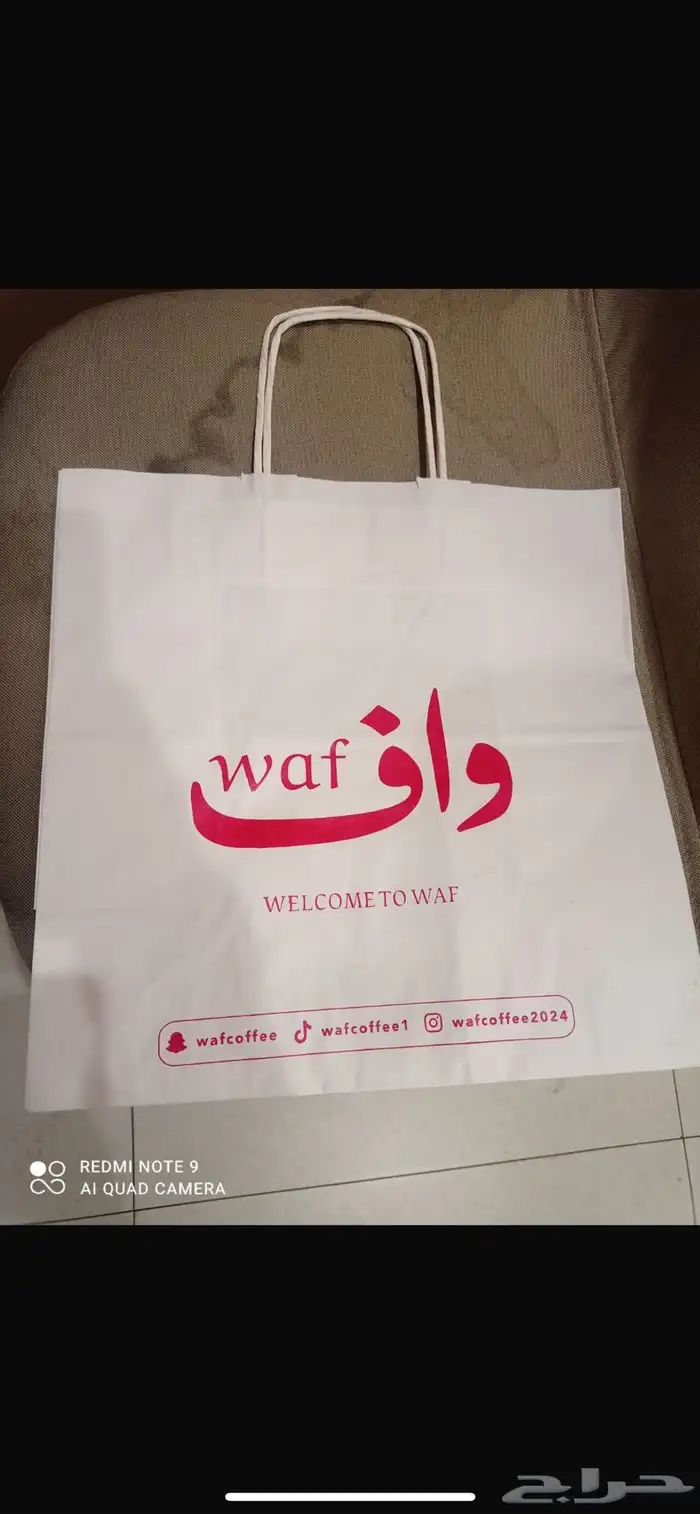 واف
waf
WELCOME TO WAF
wafcoffee wafcoffee1 wafcoffee2024
REDMI NOTE 9
AI QUAD CAMERA
حراج